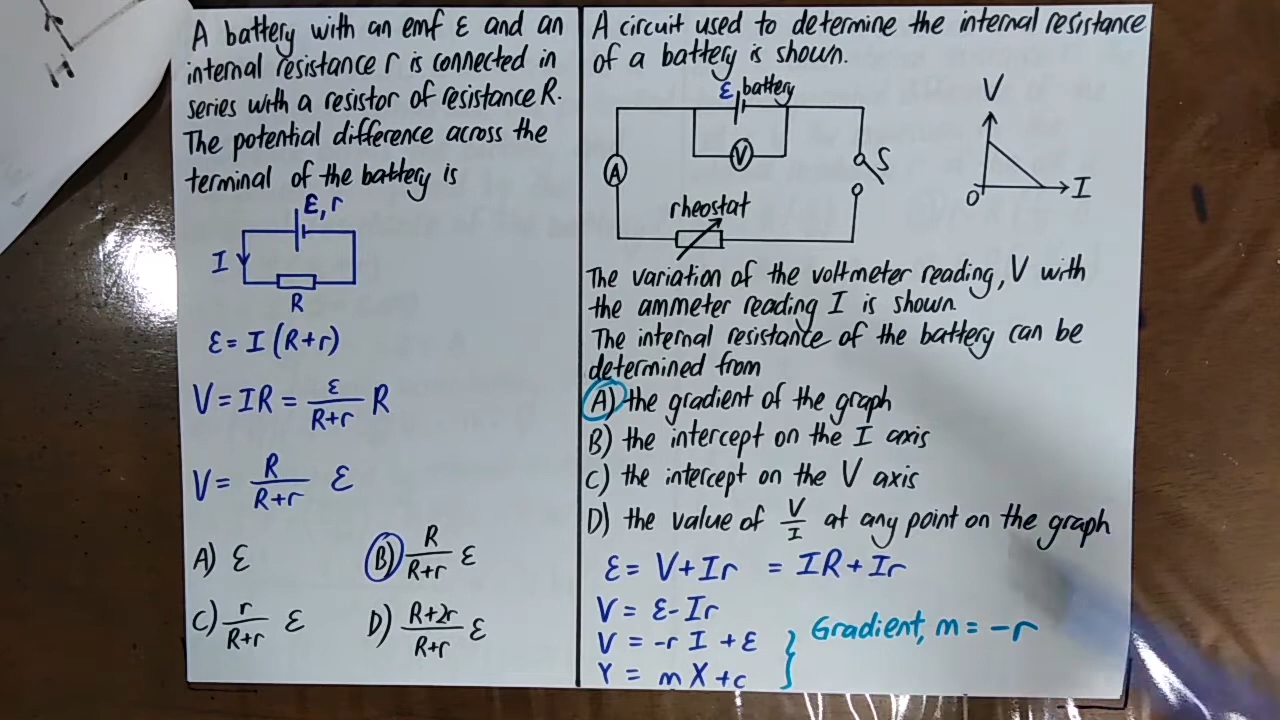 H
A battery with an emf ε and an
internal resistance r is connected in
series with a resistor of resistance R.
The potential difference across the
terminal of the battery is
ε, r
I
R
ε = I (R+r)
V = IR = ε/(R+r) R
V = R/(R+r) ε
A) ε
B) R/(R+r) ε
C) r/(R+r) ε
D) (R+2r)/(R+r) ε
A circuit used to determine the internal resistance
of a battery is shown.
ε battery
V
A
S
rheostat
V
O
I
The variation of the voltmeter reading, V with
the ammeter reading I is shown.
The internal resistance of the battery can be
determined from
A) the gradient of the graph
B) the intercept on the I axis
C) the intercept on the V axis
D) the value of V/I at any point on the graph
ε = V+Ir = IR+Ir
V = ε-Ir
V = -r I + ε
Y = m X + c
Gradient, m = -r